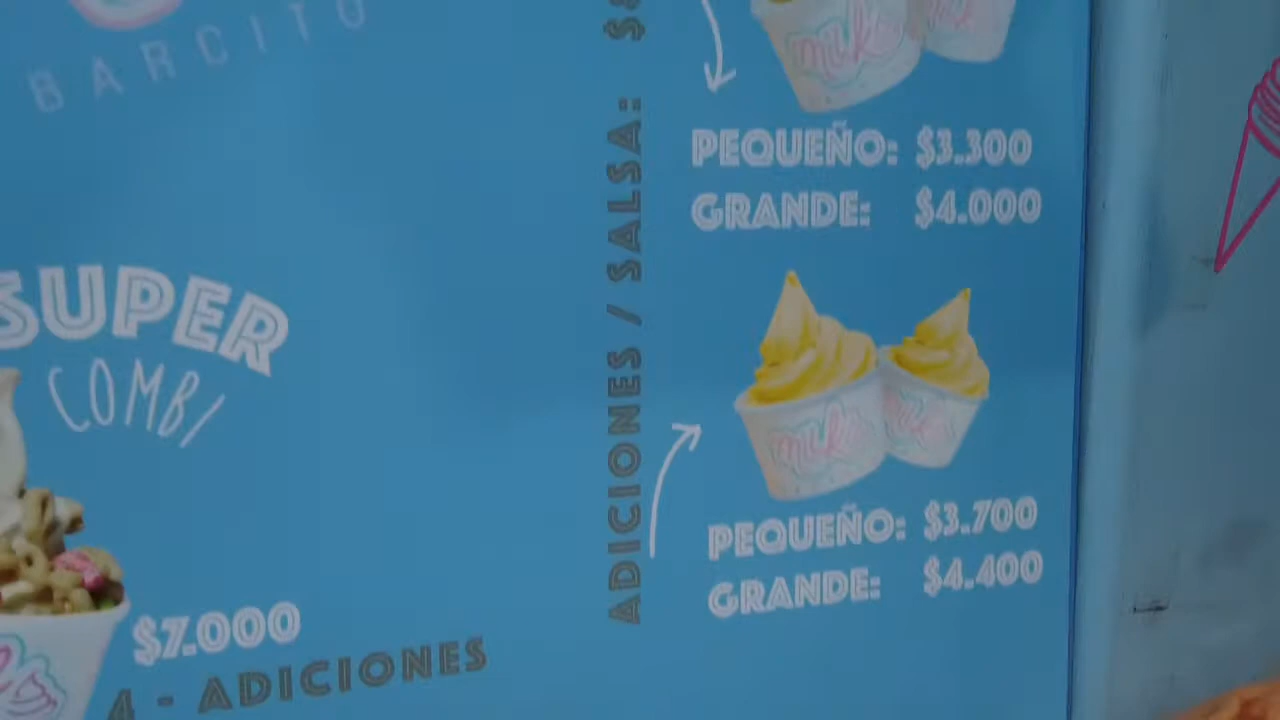 BARCITO
SUPER
COMBI
$7.000
4 - ADICIONES
ADICIONES / SALSA:
PEQUEÑO: $3.300
GRANDE: $4.000
PEQUEÑO: $3.700
GRANDE: $4.400